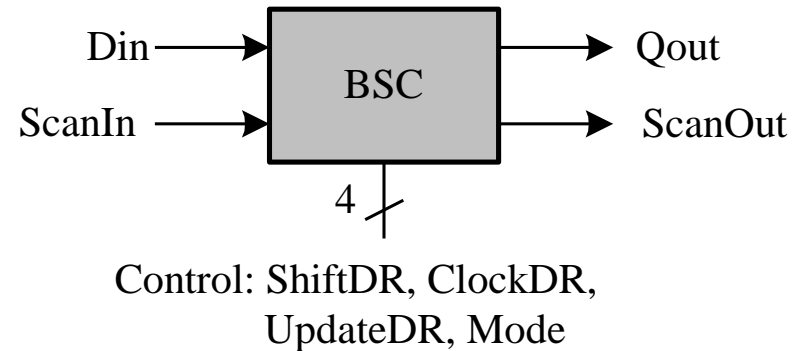 Din
Qout
BSC
ScanIn
ScanOut
4
Control: ShiftDR, ClockDR,
UpdateDR, Mode